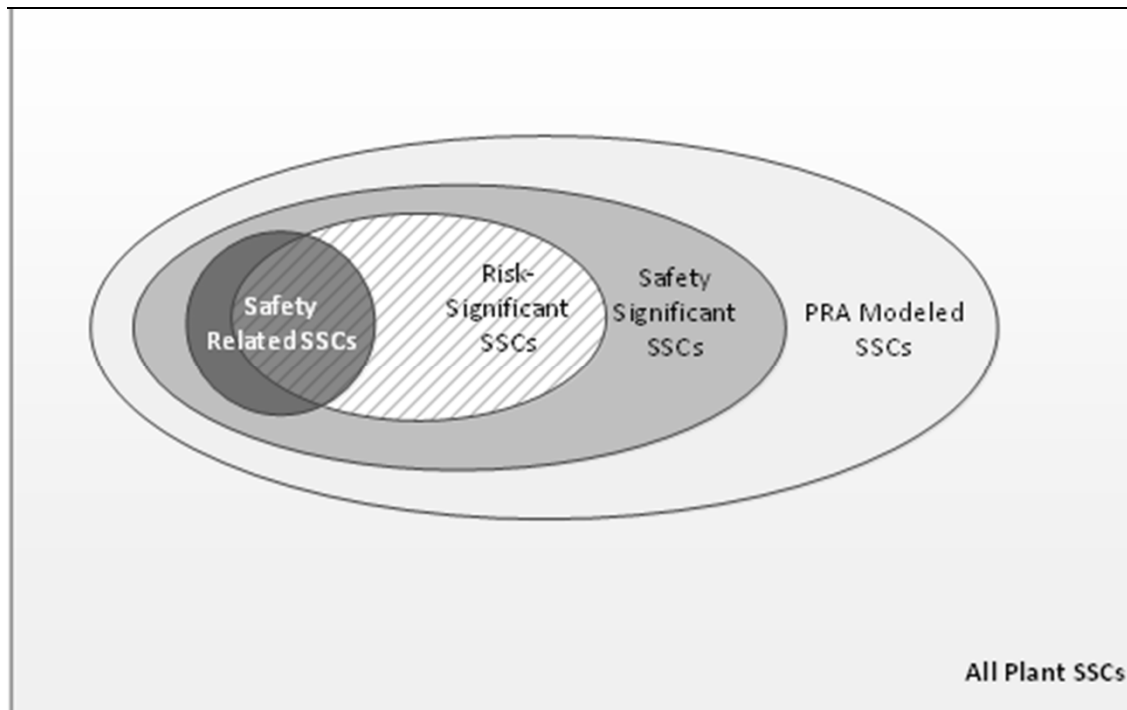 Safety
Related SSCs
Risk-
Significant
SSCs
Safety
Significant
SSCs
PRA Modeled
SSCs
All Plant SSCs